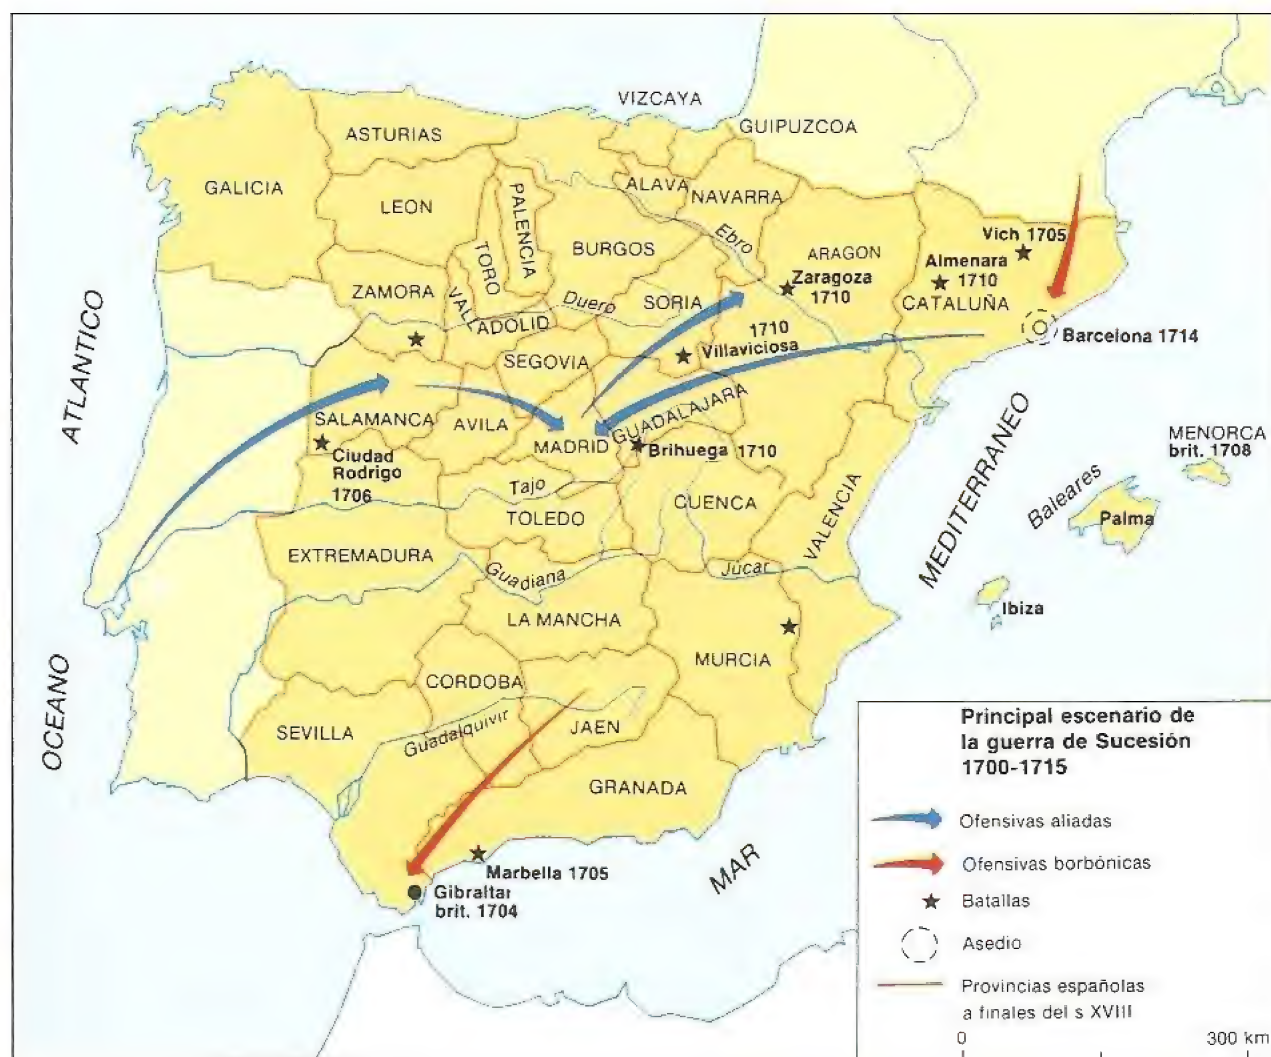 VIZCAYA
GUIPUZCOA
ASTURIAS
GALICIA
LEON
PALENCIA
TORO
ALAVA
NAVARRA
BURGOS
Ebro
ARAGON
Vich 1705
Almenara
1710
CATALUÑA
Zaragoza
1710
ZAMORA
VALL
ADOLID
Duero
SORIA
SEGOVIA
1710
Villaviciosa
Barcelona 1714
ATLANTICO
SALAMANCA
AVILA
MADRID
GUADALAJARA
Ciudad
Rodrigo
1706
Brihuega 1710
MENORCA
brit. 1708
Baleares
Palma
MEDITERRANEO
Tajo
TOLEDO
CUENCA
VALENCIA
EXTREMADURA
Guadiana
Júcar
Ibiza
LA MANCHA
MURCIA
CORDOBA
OCEANO
SEVILLA
Guadalquivir
JAEN
GRANADA
Marbella 1705
Gibraltar
brit. 1704
MAR
Principal escenario de
la guerra de Sucesión
1700-1715
Ofensivas aliadas
Ofensivas borbónicas
Batallas
Asedio
Provincias españolas
a finales del s XVIII
0 300 km